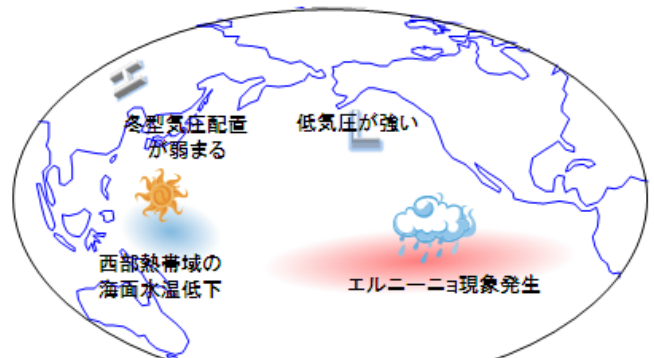 冬型気圧配置
が弱まる
低気圧が強い
西部熱帯域の
海面水温低下
エルニーニョ現象発生